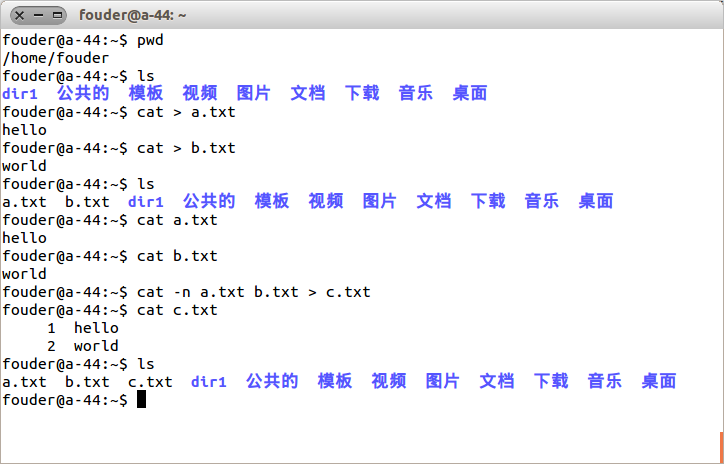 fouder@a-44: ~
fouder@a-44:~$ pwd
/home/fouder
fouder@a-44:~$ ls
dir1  公共的  模板  视频  图片  文档  下载  音乐  桌面
fouder@a-44:~$ cat > a.txt
hello
fouder@a-44:~$ cat > b.txt
world
fouder@a-44:~$ ls
a.txt  b.txt  dir1  公共的  模板  视频  图片  文档  下载  音乐  桌面
fouder@a-44:~$ cat a.txt
hello
fouder@a-44:~$ cat b.txt
world
fouder@a-44:~$ cat -n a.txt b.txt > c.txt
fouder@a-44:~$ cat c.txt
     1  hello
     2  world
fouder@a-44:~$ ls
a.txt  b.txt  c.txt  dir1  公共的  模板  视频  图片  文档  下载  音乐  桌面
fouder@a-44:~$